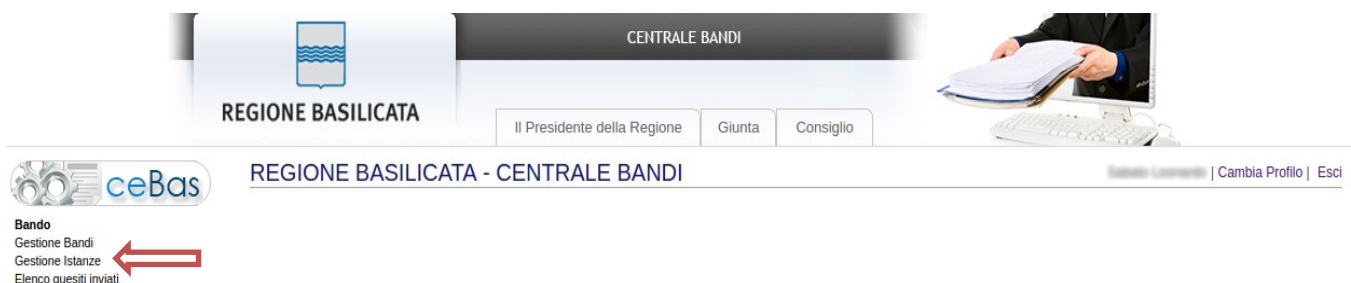 CENTRALE BANDI
REGIONE BASILICATA
Il Presidente della Regione Giunta Consiglio
ceBas
REGIONE BASILICATA - CENTRALE BANDI
| Cambia Profilo | Esci
Bando
Gestione Bandi
Gestione Istanze
Elenco quesiti inviati